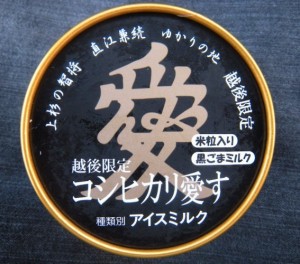 上杉の智将 直江兼続 ゆかりの地 越後限定
愛
米粒入り
黒ごまミルク
越後限定
コシヒカリ愛す
種類別 アイスミルク